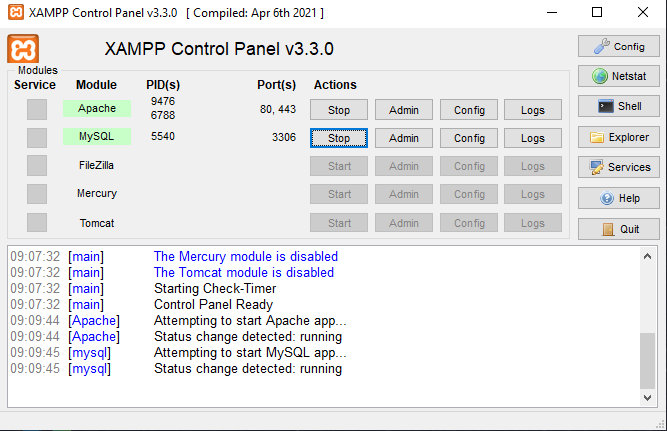 XAMPP Control Panel v3.3.0 [ Compiled: Apr 6th 2021 ]
XAMPP Control Panel v3.3.0
Config
Modules
Service Module PID(s) Port(s) Actions
Netstat
Apache 9476 6788 80, 443 Stop Admin Config Logs
Shell
MySQL 5540 3306 Stop Admin Config Logs
Explorer
FileZilla Start Admin Config Logs
Services
Mercury Start Admin Config Logs
Help
Tomcat Start Admin Config Logs
Quit
09:07:32 [main] The Mercury module is disabled
09:07:32 [main] The Tomcat module is disabled
09:07:32 [main] Starting Check-Timer
09:07:32 [main] Control Panel Ready
09:09:44 [Apache] Attempting to start Apache app...
09:09:44 [Apache] Status change detected: running
09:09:45 [mysql] Attempting to start MySQL app...
09:09:45 [mysql] Status change detected: running